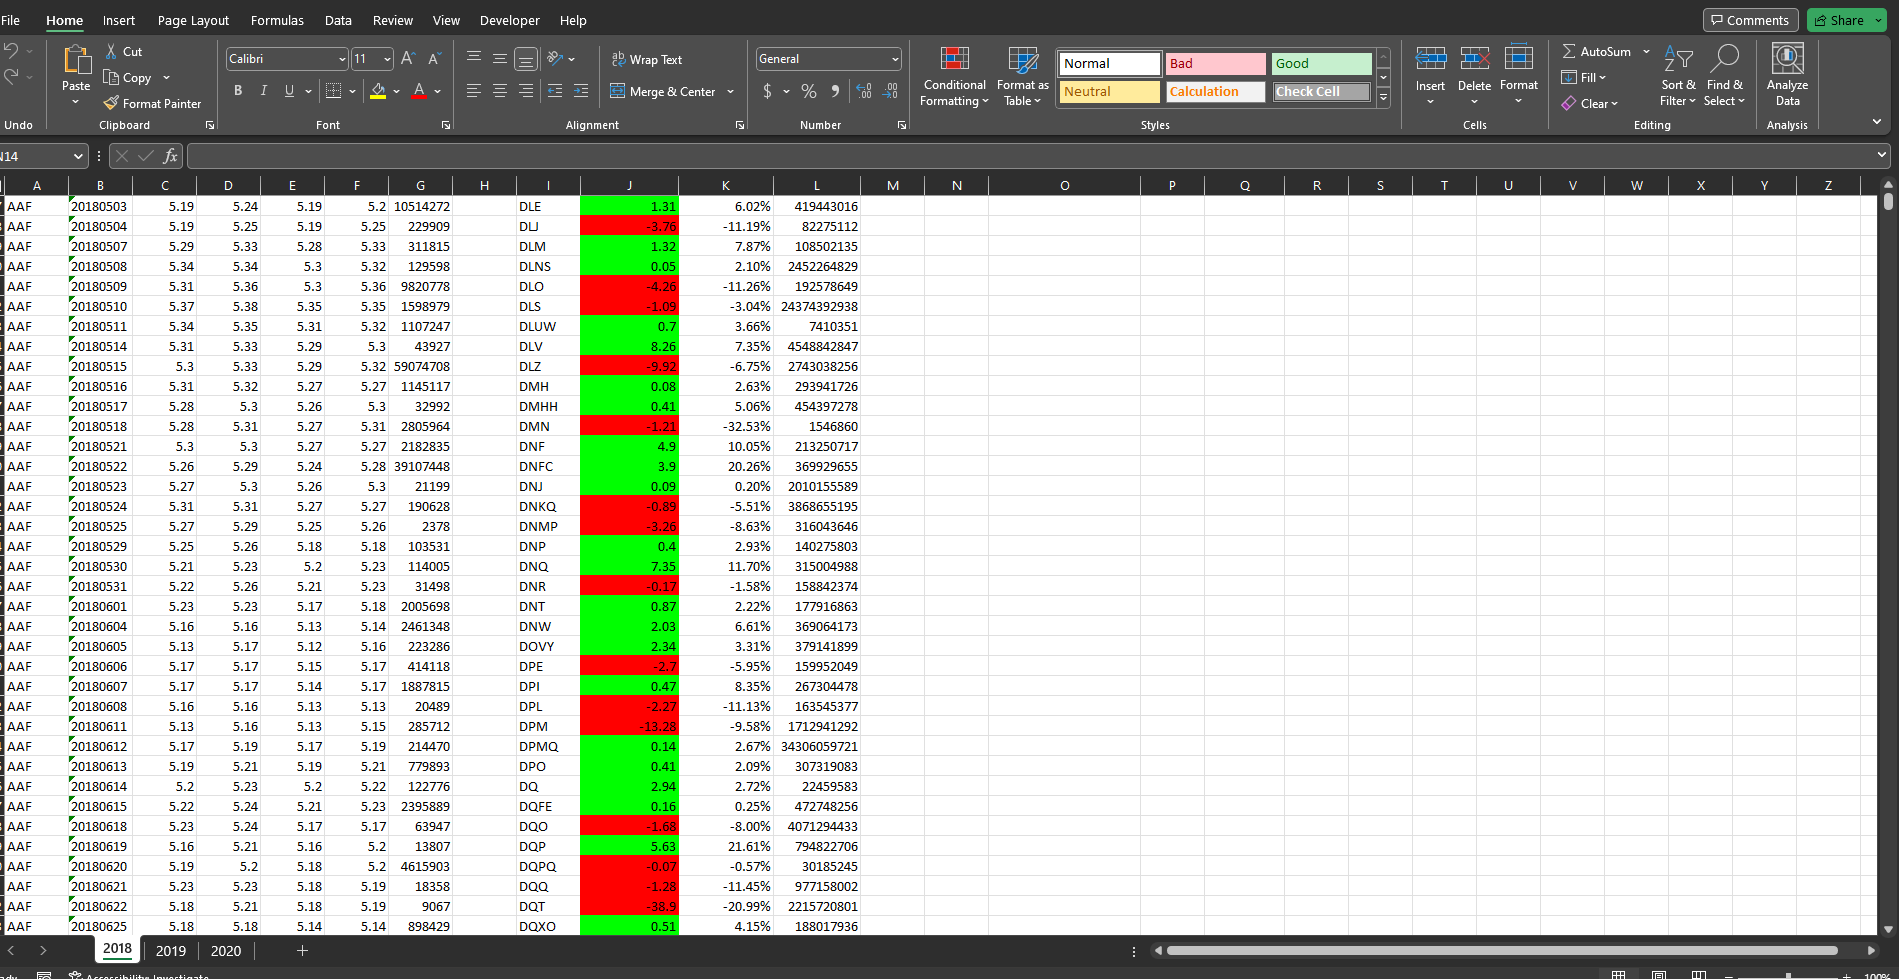 File Home Insert Page Layout Formulas Data Review View Developer Help Comments Share
Paste Cut Copy Format Painter
Calibri 11 Wrap Text General
B I U Merge & Center $ % 9
Conditional Formatting Format as Table Normal Bad Good
Neutral Calculation Check Cell
Insert Delete Format AutoSum Fill Clear Sort & Filter Find & Select Analyze Data
Undo Clipboard Font Alignment Number Styles Cells Editing Analysis
fx
A B C D E F G H I J K L M N O P Q R S T U V W X Y Z
AAF 20180503 5.19 5.24 5.19 5.2 10514272 DLE 1.31 6.02% 419443016
AAF 20180504 5.19 5.25 5.19 5.25 229909 DLJ -3.76 -11.19% 82275112
AAF 20180507 5.29 5.33 5.28 5.33 311815 DLM 1.32 7.87% 108502135
AAF 20180508 5.34 5.34 5.3 5.32 129598 DLNS 0.05 2.10% 2452264829
AAF 20180509 5.31 5.36 5.3 5.36 9820778 DLO -4.26 -11.26% 192578649
AAF 20180510 5.37 5.38 5.35 5.35 1598979 DLS -1.09 -3.04% 24374392938
AAF 20180511 5.34 5.35 5.31 5.32 1107247 DLUW 0.7 3.66% 7410351
AAF 20180514 5.31 5.33 5.29 5.3 43927 DLV 8.26 7.35% 4548842847
AAF 20180515 5.3 5.33 5.29 5.32 59074708 DLZ -9.92 -6.75% 2743038256
AAF 20180516 5.31 5.32 5.27 5.27 1145117 DMH 0.08 2.63% 293941726
AAF 20180517 5.28 5.3 5.26 5.3 32992 DMHH 0.41 5.06% 454397278
AAF 20180518 5.28 5.31 5.27 5.31 2805964 DMN -1.21 -32.53% 1546860
AAF 20180521 5.3 5.3 5.27 5.27 2182835 DNF 4.9 10.05% 213250717
AAF 20180522 5.26 5.29 5.24 5.28 39107448 DNFC 3.9 20.26% 369929655
AAF 20180523 5.27 5.3 5.26 5.3 21199 DNJ 0.09 0.20% 2010155589
AAF 20180524 5.31 5.31 5.27 5.27 190628 DNKQ -0.89 -5.51% 3868655195
AAF 20180525 5.27 5.29 5.25 5.26 2378 DNMP -3.26 -8.63% 316043646
AAF 20180529 5.25 5.26 5.18 5.18 103531 DNP 0.4 2.93% 140275803
AAF 20180530 5.21 5.23 5.2 5.23 114005 DNQ 7.35 11.70% 315004988
AAF 20180531 5.22 5.26 5.21 5.23 31498 DNR -0.17 -1.58% 158842374
AAF 20180601 5.23 5.23 5.17 5.18 2005698 DNT 0.87 2.22% 177916863
AAF 20180604 5.16 5.16 5.13 5.14 2461348 DNW 2.03 6.61% 369064173
AAF 20180605 5.13 5.17 5.12 5.16 223286 DOVY 2.34 3.31% 379141899
AAF 20180606 5.17 5.17 5.15 5.17 414118 DPE -2.7 -5.95% 159952049
AAF 20180607 5.17 5.17 5.14 5.17 1887815 DPI 0.47 8.35% 267304478
AAF 20180608 5.16 5.16 5.13 5.13 20489 DPL -2.27 -11.13% 163545377
AAF 20180611 5.13 5.16 5.13 5.15 285712 DPM -13.28 -9.58% 1712941292
AAF 20180612 5.17 5.19 5.17 5.19 214470 DPMQ 0.14 2.67% 34306059721
AAF 20180613 5.19 5.21 5.19 5.21 779893 DPO 0.41 2.09% 307319083
AAF 20180614 5.2 5.23 5.2 5.22 122776 DQ 2.94 2.72% 22459583
AAF 20180615 5.22 5.24 5.21 5.23 2395889 DQFE 0.16 0.25% 472748256
AAF 20180618 5.23 5.24 5.17 5.17 63947 DQO -1.68 -8.00% 4071294433
AAF 20180619 5.16 5.21 5.16 5.2 13807 DQP 5.63 21.61% 794822706
AAF 20180620 5.19 5.2 5.18 5.2 4615903 DQPQ -0.07 -0.57% 30185245
AAF 20180621 5.23 5.23 5.18 5.19 18358 DQQ -1.28 -11.45% 977158002
AAF 20180622 5.18 5.21 5.18 5.19 9067 DQT -38.9 -20.99% 2215720801
AAF 20180625 5.18 5.18 5.14 5.14 898429 DQXO 0.51 4.15% 188017936
2018 2019 2020
Accessibility: Investigate 100%